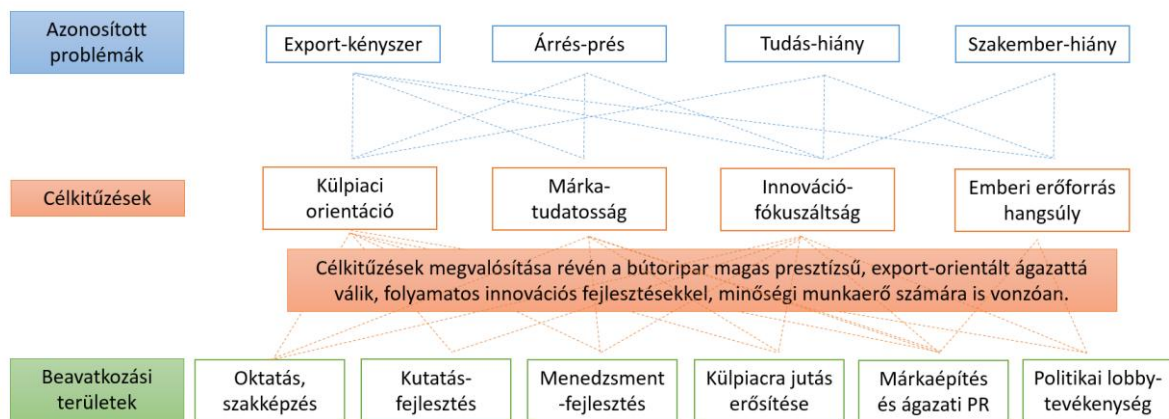 Azonosított
problémák
Export-kényszer
Árrés-prés
Tudás-hiány
Szakember-hiány
Célkitűzések
Külpiaci
orientáció
Márka-
tudatosság
Innováció-
fókuszáltság
Emberi erőforrás
hangsúly
Célkitűzések megvalósítása révén a bútoripar magas presztízsű, export-orientált ágazattá
válik, folyamatos innovációs fejlesztésekkel, minőségi munkaerő számára is vonzóan.
Beavatkozási
területek
Oktatás,
szakképzés
Kutatás-
fejlesztés
Menedzsment
-fejlesztés
Külpiacra jutás
erősítése
Márkaépítés
és ágazati PR
Politikai lobby-
tevékenység